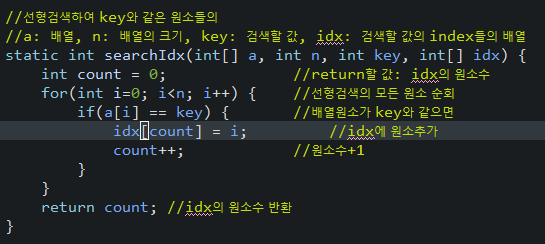 //선형검색하여 key와 같은 원소들의
//a: 배열, n: 배열의 크기, key: 검색할 값, idx: 검색할 값의 index들의 배열
static int searchIdx(int[] a, int n, int key, int[] idx) {
    int count = 0;                //return할 값: idx의 원소수
    for(int i=0; i<n; i++) {    //선형검색의 모든 원소 순회
        if(a[i] == key) {        //배열원소가 key와 같으면
            idx[count] = i;            //idx에 원소추가
            count++;            //원소수+1
        }
    }
    return count; //idx의 원소수 반환
}